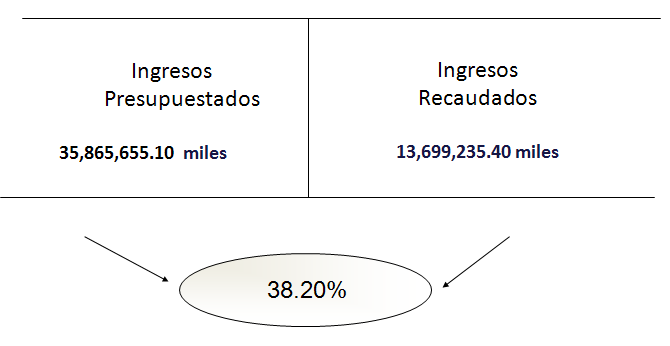 Ingresos
Presupuestados
35,865,655.10 miles
Ingresos
Recaudados
13,699,235.40 miles
38.20%